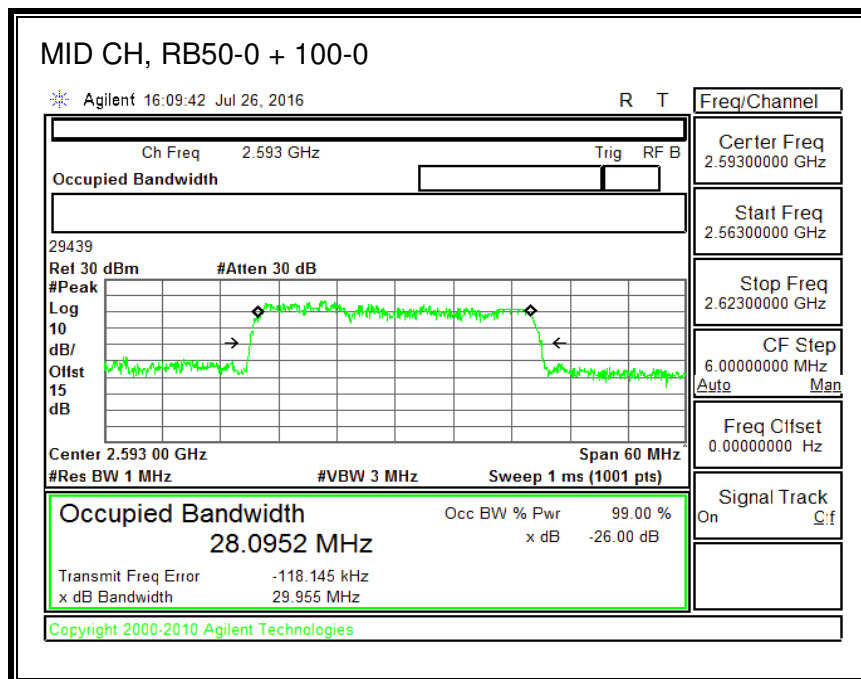 MID CH, RB50-0 + 100-0
Agilent 16:09:42 Jul 26, 2016 R T
Freq/Channel
Ch Freq 2.593 GHz Trig RF B
Occupied Bandwidth
Center Freq
2.59300000 GHz
Start Freq
2.56300000 GHz
29439
Ref 30 dBm #Atten 30 dB
#Peak
Log
10
dB/
Offst
15
dB
Stop Freq
2.62300000 GHz
CF Step
6.00000000 MHz
Auto Man
Freq Offset
0.00000000 Hz
Center 2.593 00 GHz Span 60 MHz
#Res BW 1 MHz #VBW 3 MHz Sweep 1 ms (1001 pts)
Signal Track
On Off
Occupied Bandwidth Occ BW % Pwr 99.00 %
28.0952 MHz x dB -26.00 dB
Transmit Freq Error -118.145 kHz
x dB Bandwidth 29.955 MHz
Copyright 2000-2010 Agilent Technologies